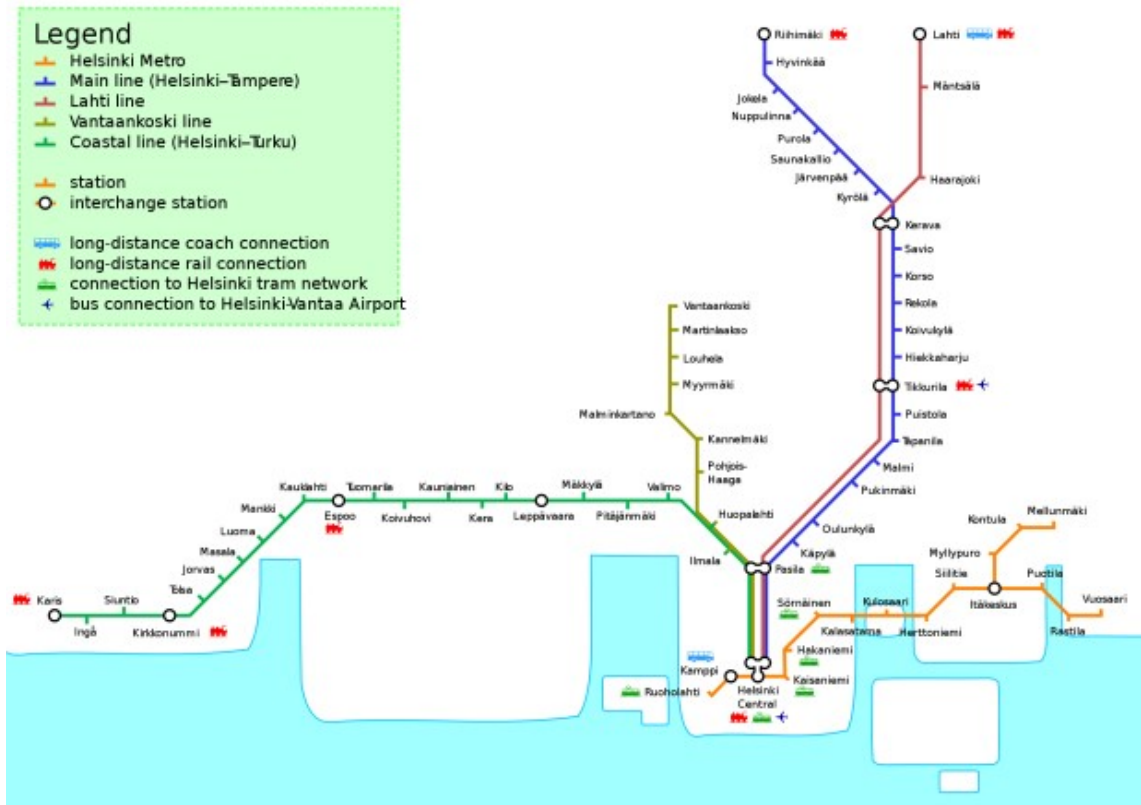 Legend
Helsinki Metro
Main line (Helsinki–Tampere)
Lahti line
Vantaankoski line
Coastal line (Helsinki–Turku)
station
interchange station
long-distance coach connection
long-distance rail connection
connection to Helsinki tram network
bus connection to Helsinki-Vantaa Airport
Riihimäki
Lahti
Hyvinkää
Mäntsälä
Jokela
Nuppulinna
Purola
Saunakallio
Järvenpää
Haarajoki
Kyrölä
Kerava
Savio
Korso
Rekola
Koivukylä
Hiekkaharju
Tikkurila
Puistola
Tapanila
Malmi
Pukinmäki
Oulunkylä
Käpylä
Pasila
Vantaankoski
Martinlaakso
Louhela
Myyrmäki
Malminkartano
Kannelmäki
Pohjois-
Haaga
Huopalahti
Ilmala
Valimo
Pitäjänmäki
Mäkkylä
Leppävaara
Kilo
Kera
Kauniainen
Koivuhovi
Tuomarila
Espoo
Kauklahti
Mankki
Luoma
Masala
Jorvas
Tolsa
Kirkkonummi
Siuntio
Ingå
Karis
Mellunmäki
Kontula
Myllypuro
Siilitie
Itäkeskus
Puotila
Vuosaari
Rastila
Herttoniemi
Kulosaari
Kalasatama
Sörnäinen
Hakaniemi
Kaisaniemi
Helsinki
Central
Kamppi
Ruoholahti